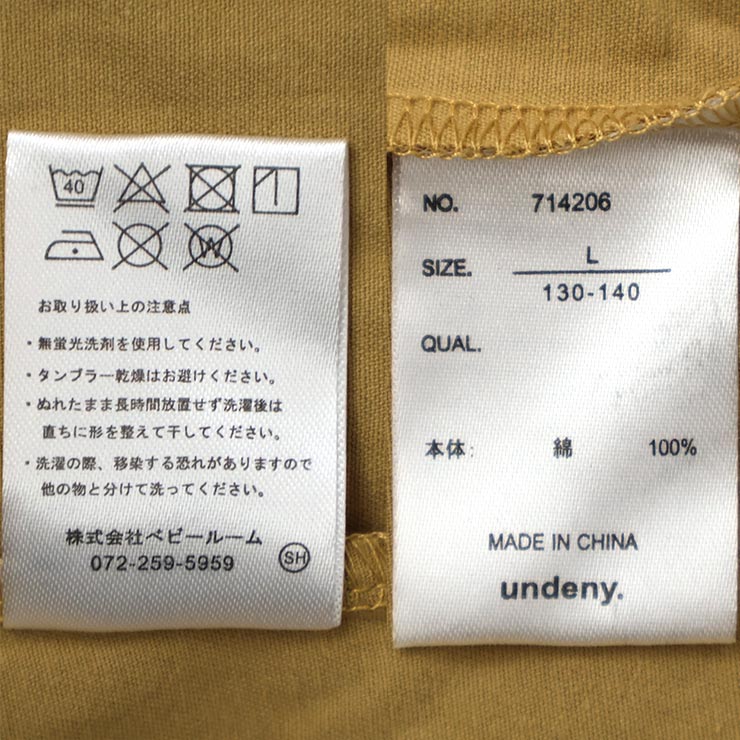 40
W
お取り扱い上の注意点
・無蛍光洗剤を使用してください。
・タンブラー乾燥はお避けください。
・ぬれたまま長時間放置せず洗濯後は
直ちに形を整えて干してください。
・洗濯の際、移染する恐れがありますので
他の物と分けて洗ってください。
株式会社ベビールーム
072-259-5959
SH
NO. 714206
SIZE. L
130-140
QUAL.
本体: 綿 100%
MADE IN CHINA
undeny.